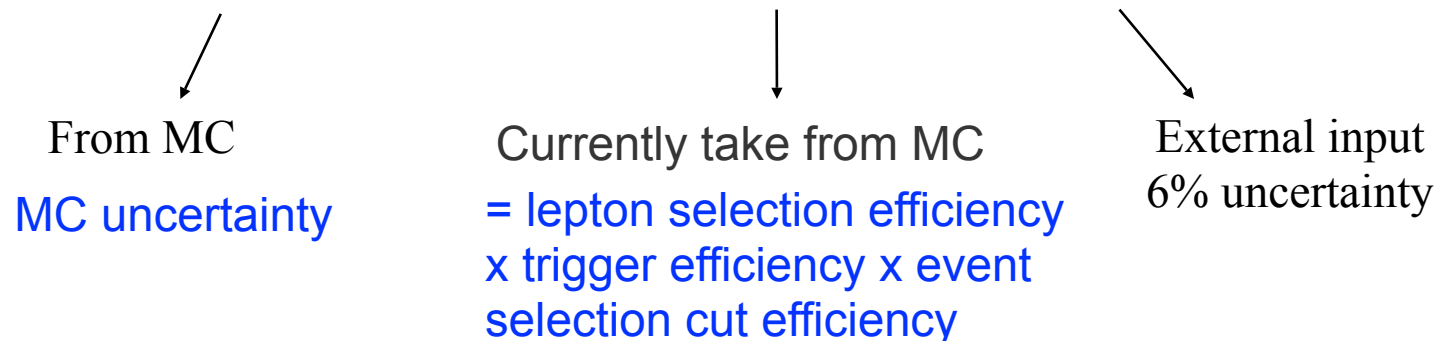 From MC
MC uncertainty
Currently take from MC
= lepton selection efficiency
x trigger efficiency x event
selection cut efficiency
External input
6% uncertainty